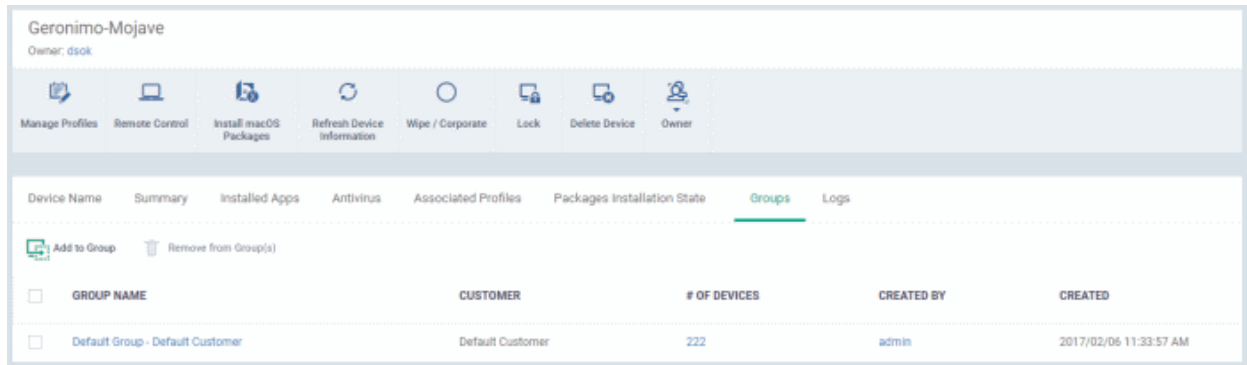 Geronimo-Mojave
Owner: dsok
Manage Profiles Remote Control Install macOS Packages Refresh Device Information Wipe / Corporate Lock Delete Device Owner
Device Name Summary Installed Apps Antivirus Associated Profiles Packages Installation State Groups Logs
Add to Group Remove from Group(s)
GROUP NAME CUSTOMER # OF DEVICES CREATED BY CREATED
Default Group - Default Customer Default Customer 222 admin 2017/02/06 11:33:57 AM